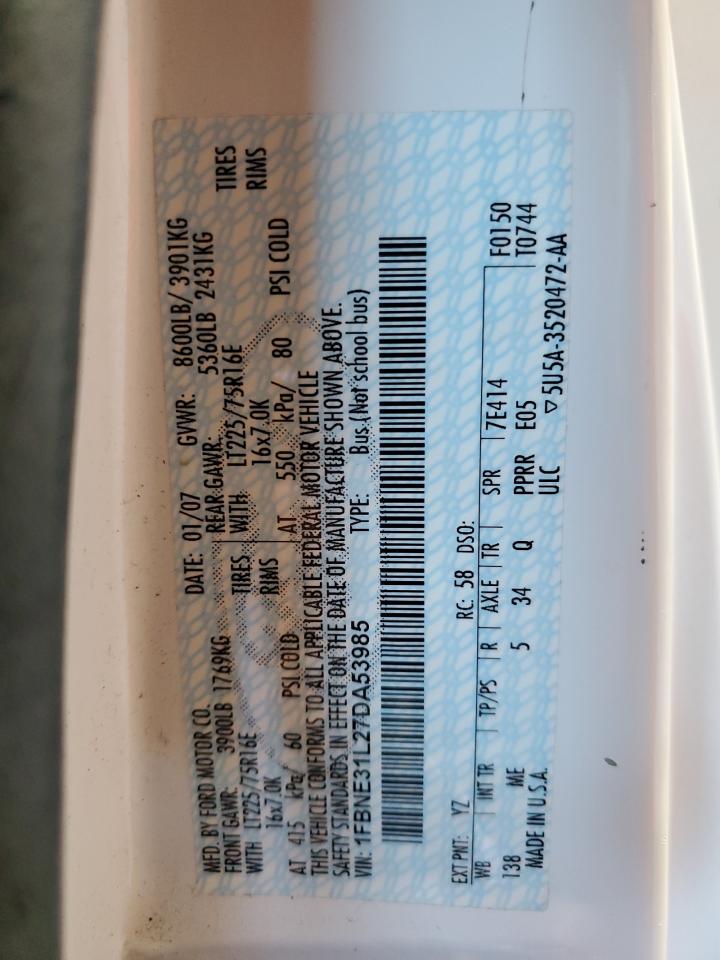 MFD. BY FORD MOTOR CO.
DATE: 01/07 GVWR: 8600LB/ 3901KG
FRONT GAWR: 3900LB 1769KG REAR GAWR: 5360LB 2431KG
WITH LT225/75R16E TIRES WITH LT225/75R16E TIRES
16x7.0K RIMS 16x7.0K RIMS
AT 415 kPa/ 60 PSI COLD AT 550 kPa/ 80 PSI COLD
THIS VEHICLE CONFORMS TO ALL APPLICABLE FEDERAL MOTOR VEHICLE
SAFETY STANDARDS IN EFFECT ON THE DATE OF MANUFACTURE SHOWN ABOVE.
VIN: 1FBNE31L27DA53985 TYPE: Bus (Not school bus)
EXT PNT: YZ RC: 58 DSO:
WB INT TR TP/PS R AXLE TR SPR 7E414 F0150
138 ME 5 34 Q PPRR E05 T0744
MADE IN U.S.A. ULC ▽5U5A-3520472-AA